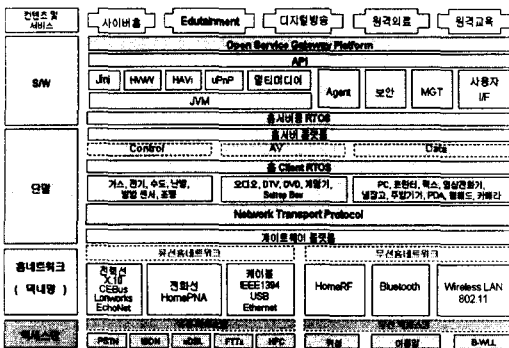 컨텐츠 및
서비스
사이버홈
Edutainment
디지털방송
원격의료
원격교육
Open Service Gateway Platform
S/W
API
Jini
HWW
HAVi
uPnP
멀티미디어
Agent
보안
MGT
사용자
I/F
JVM
홈서버용 RTOS
홈서버 플랫폼
단말
Control
AV
Data
홈 Client RTOS
가스, 전기, 수도, 난방,
방범 센서, 조명
오디오, DTV, DVD, 게임기,
Settop Box
PC, 프린터, 팩스, 영상전화기,
냉장고, 주방기기, PDA, 웹패드, 카메라
Network Transport Protocol
게이트웨이 플랫폼
홈네트워크
( 댁내망 )
유선홈네트워크
무선홈네트워크
전력선
X.10
CEBus
Lonworks
EchoNet
전화선
HomePNA
케이블
IEEE1394
USB
Ethernet
HomeRF
Bluetooth
Wireless LAN
802.11
액세스망
PSTN
ISDN
xDSL
FTTx
HFC
위성
이동망
B-WLL